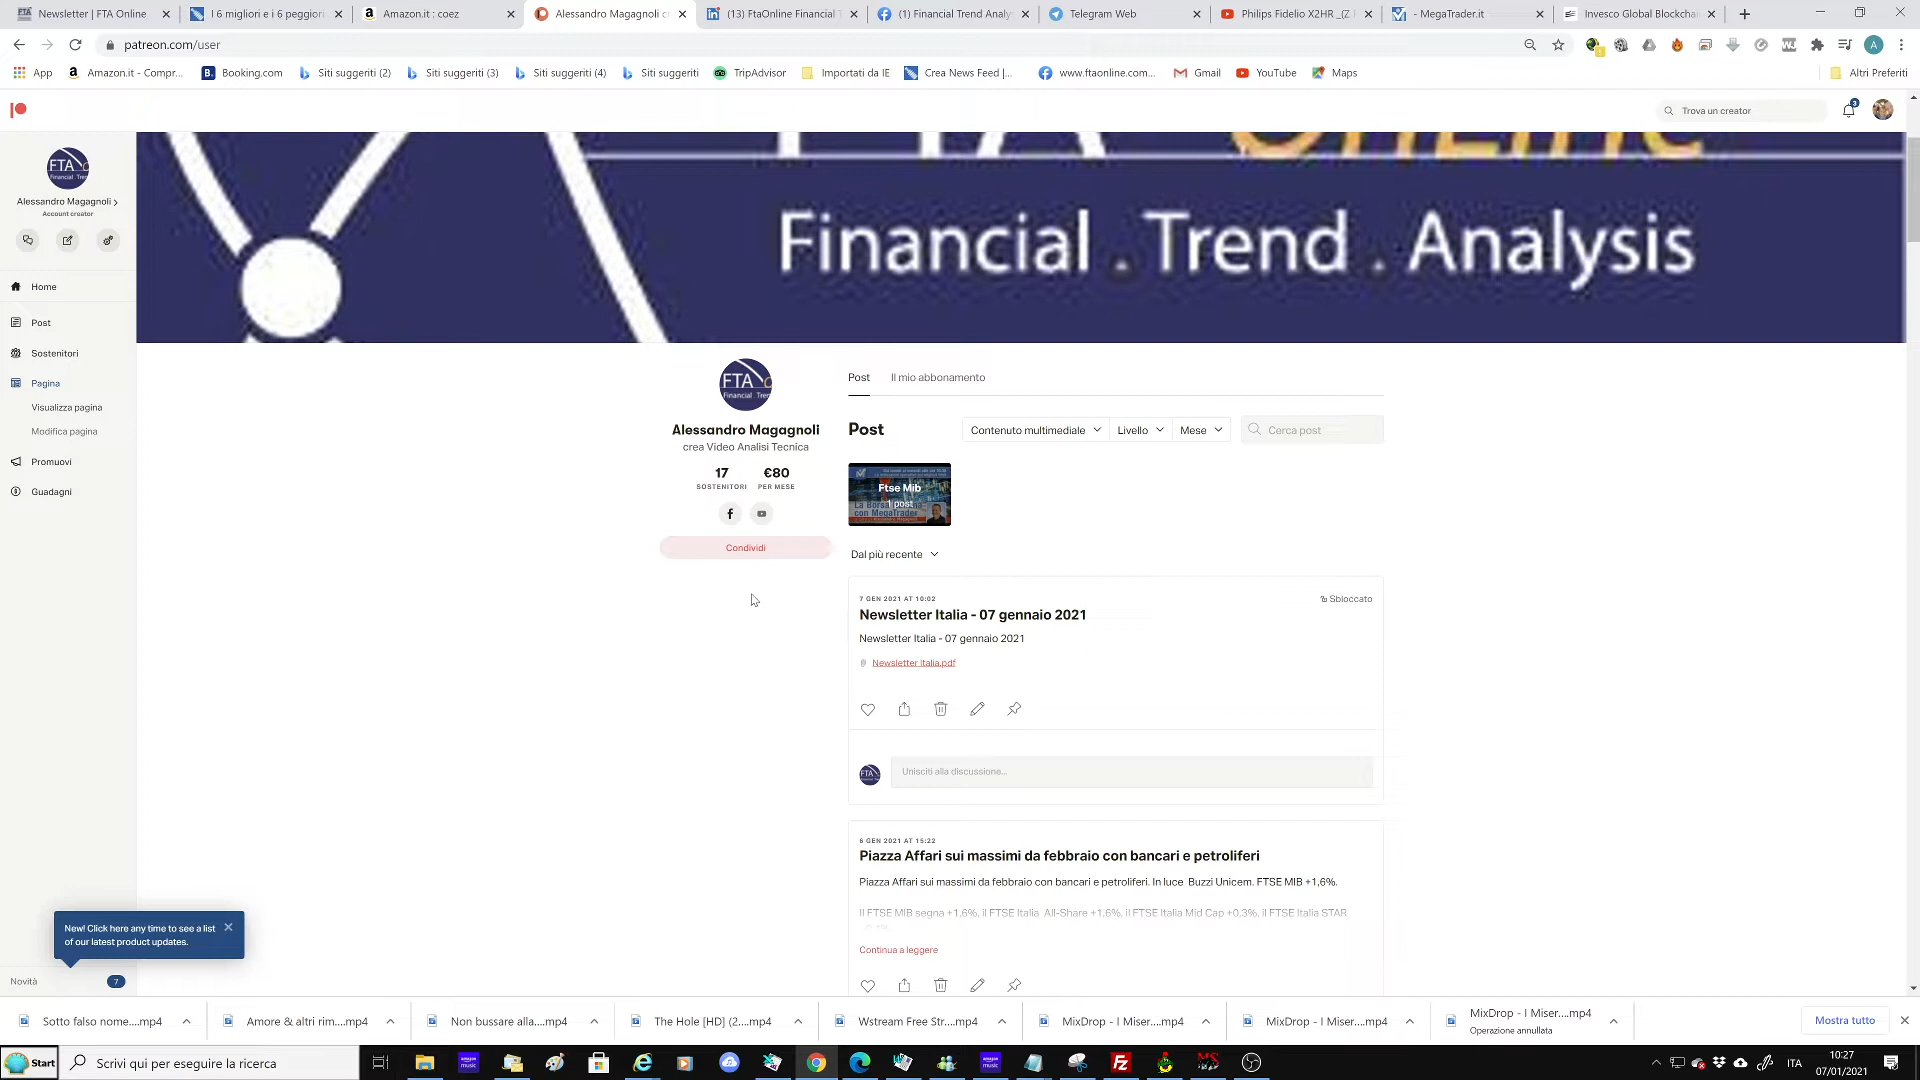 Newsletter | FTA Online
I 6 migliori e i 6 peggiori
Amazon.it : coez
Alessandro Magagnoli c
(13) FtaOnline Financial T
(1) Financial Trend Analy
Telegram Web
Philips Fidelio X2HR _(Z
- MegaTrader.it
Invesco Global Blockchai
patreon.com/user
App
Amazon.it - Compr...
Booking.com
Siti suggeriti (2)
Siti suggeriti (3)
Siti suggeriti (4)
Siti suggeriti
TripAdvisor
Importati da IE
Crea News Feed |...
www.ftaonline.com...
Gmail
YouTube
Maps
Altri Preferiti
Trova un creator
3
Financial . Trend . Analysis
FTA
Financial . Tren
Alessandro Magagnoli
Account creator
Home
Post
Sostenitori
Pagina
Visualizza pagina
Modifica pagina
Promuovi
Guadagni
FTA
Financial . Tren
Alessandro Magagnoli
crea Video Analisi Tecnica
17 €80
SOSTENITORI PER MESE
Condividi
Post Il mio abbonamento
Post
Contenuto multimediale
Livello
Mese
Cerca post
Ftse Mib
1 post
Dal più recente
7 GEN 2021 AT 10:02
Sbloccato
Newsletter Italia - 07 gennaio 2021
Newsletter Italia - 07 gennaio 2021
Newsletter Italia.pdf
Unisciti alla discussione...
6 GEN 2021 AT 15:22
Piazza Affari sui massimi da febbraio con bancari e petroliferi
Piazza Affari sui massimi da febbraio con bancari e petroliferi. In luce Buzzi Unicem. FTSE MIB +1,6%.
Il FTSE MIB segna +1,6%, il FTSE Italia All-Share +1,6%, il FTSE Italia Mid Cap +0,3%, il FTSE Italia STAR
Continua a leggere
New! Click here any time to see a list
of our latest product updates.
Novità
7
Sotto falso nome....mp4
Amore & altri rim....mp4
Non bussare alla....mp4
The Hole [HD] (2....mp4
Wstream Free Str....mp4
MixDrop - I Miser....mp4
MixDrop - I Miser....mp4
MixDrop - I Miser....mp4
Operazione annullata
Mostra tutto
Start
Scrivi qui per eseguire la ricerca
ITA
10:27
07/01/2021